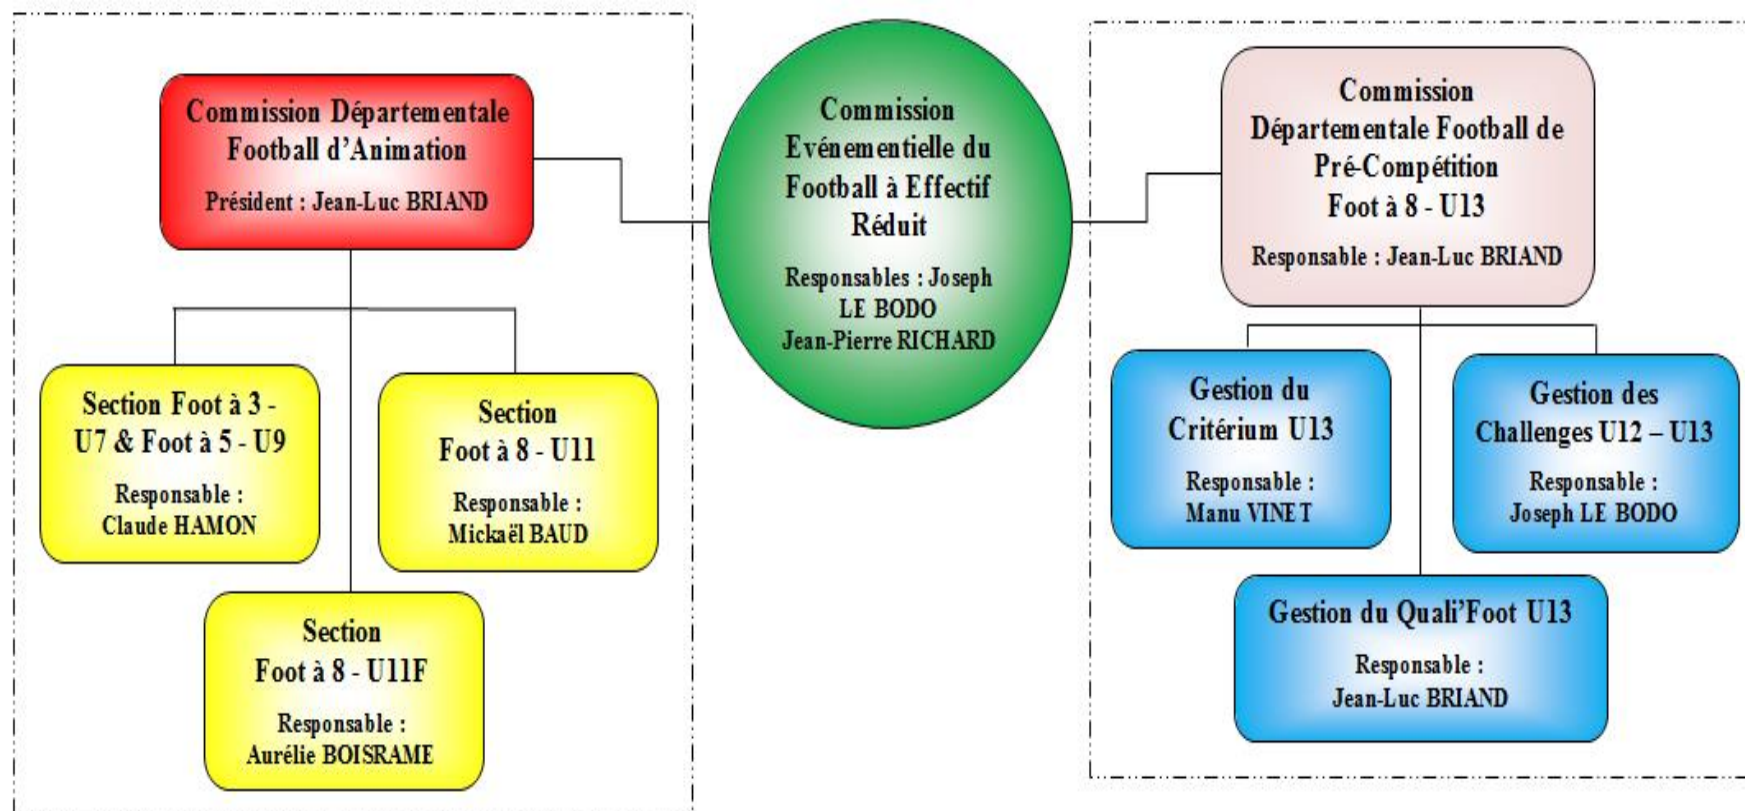 Commission Départementale
Football d'Animation
Président : Jean-Luc BRIAND
Section Foot à 3 -
U7 & Foot à 5 - U9
Responsable :
Claude HAMON
Section
Foot à 8 - U11
Responsable :
Mickaël BAUD
Section
Foot à 8 - U11F
Responsable :
Aurélie BOISRAME
Commission
Evénementielle du
Football à Effectif
Réduit
Responsables : Joseph
LE BODO
Jean-Pierre RICHARD
Commission
Départementale Football de
Pré-Compétition
Foot à 8 - U13
Responsable : Jean-Luc BRIAND
Gestion du
Critérium U13
Responsable :
Manu VINET
Gestion des
Challenges U12 – U13
Responsable :
Joseph LE BODO
Gestion du Quali'Foot U13
Responsable :
Jean-Luc BRIAND